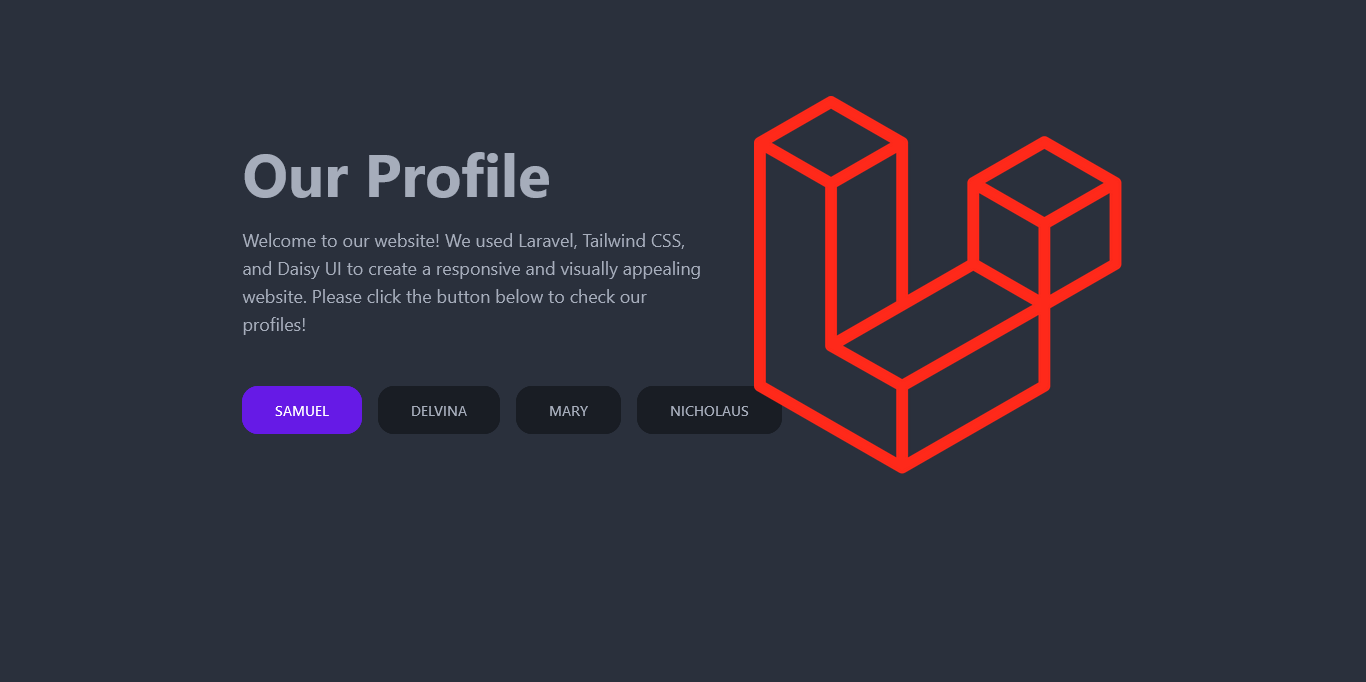 Our Profile
Welcome to our website! We used Laravel, Tailwind CSS,
and Daisy UI to create a responsive and visually appealing
website. Please click the button below to check our
profiles!
SAMUEL
DELVINA
MARY
NICHOLAUS